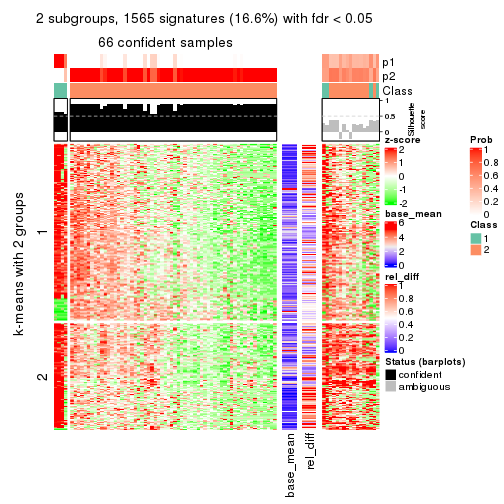 2 subgroups, 1565 signatures (16.6%) with fdr < 0.05
66 confident samples
p1
p2
Class
1
0.5
0
Silhouette
score
k-means with 2 groups
1
2
base_mean
rel_diff
z-score
2
1
0
-1
-2
base_mean
6
4
2
0
rel_diff
1
0.8
0.6
0.4
0.2
0
Status (barplots)
confident
ambiguous
Prob
1
0.8
0.6
0.4
0.2
0
Class
1
2